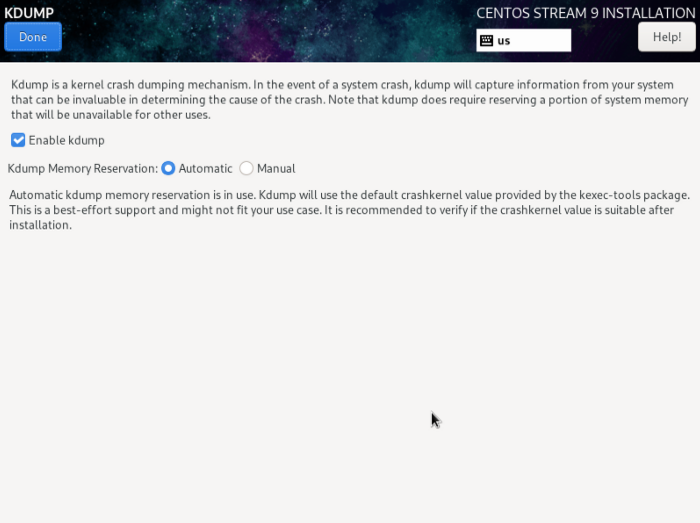 KDUMP
CENTOS STREAM 9 INSTALLATION
Done
us
Help!
Kdump is a kernel crash dumping mechanism. In the event of a system crash, kdump will capture information from your system
that can be invaluable in determining the cause of the crash. Note that kdump does require reserving a portion of system memory
that will be unavailable for other uses.
Enable kdump
Kdump Memory Reservation: Automatic Manual
Automatic kdump memory reservation is in use. Kdump will use the default crashkernel value provided by the kexec-tools package.
This is a best-effort support and might not fit your use case. It is recommended to verify if the crashkernel value is suitable after
installation.